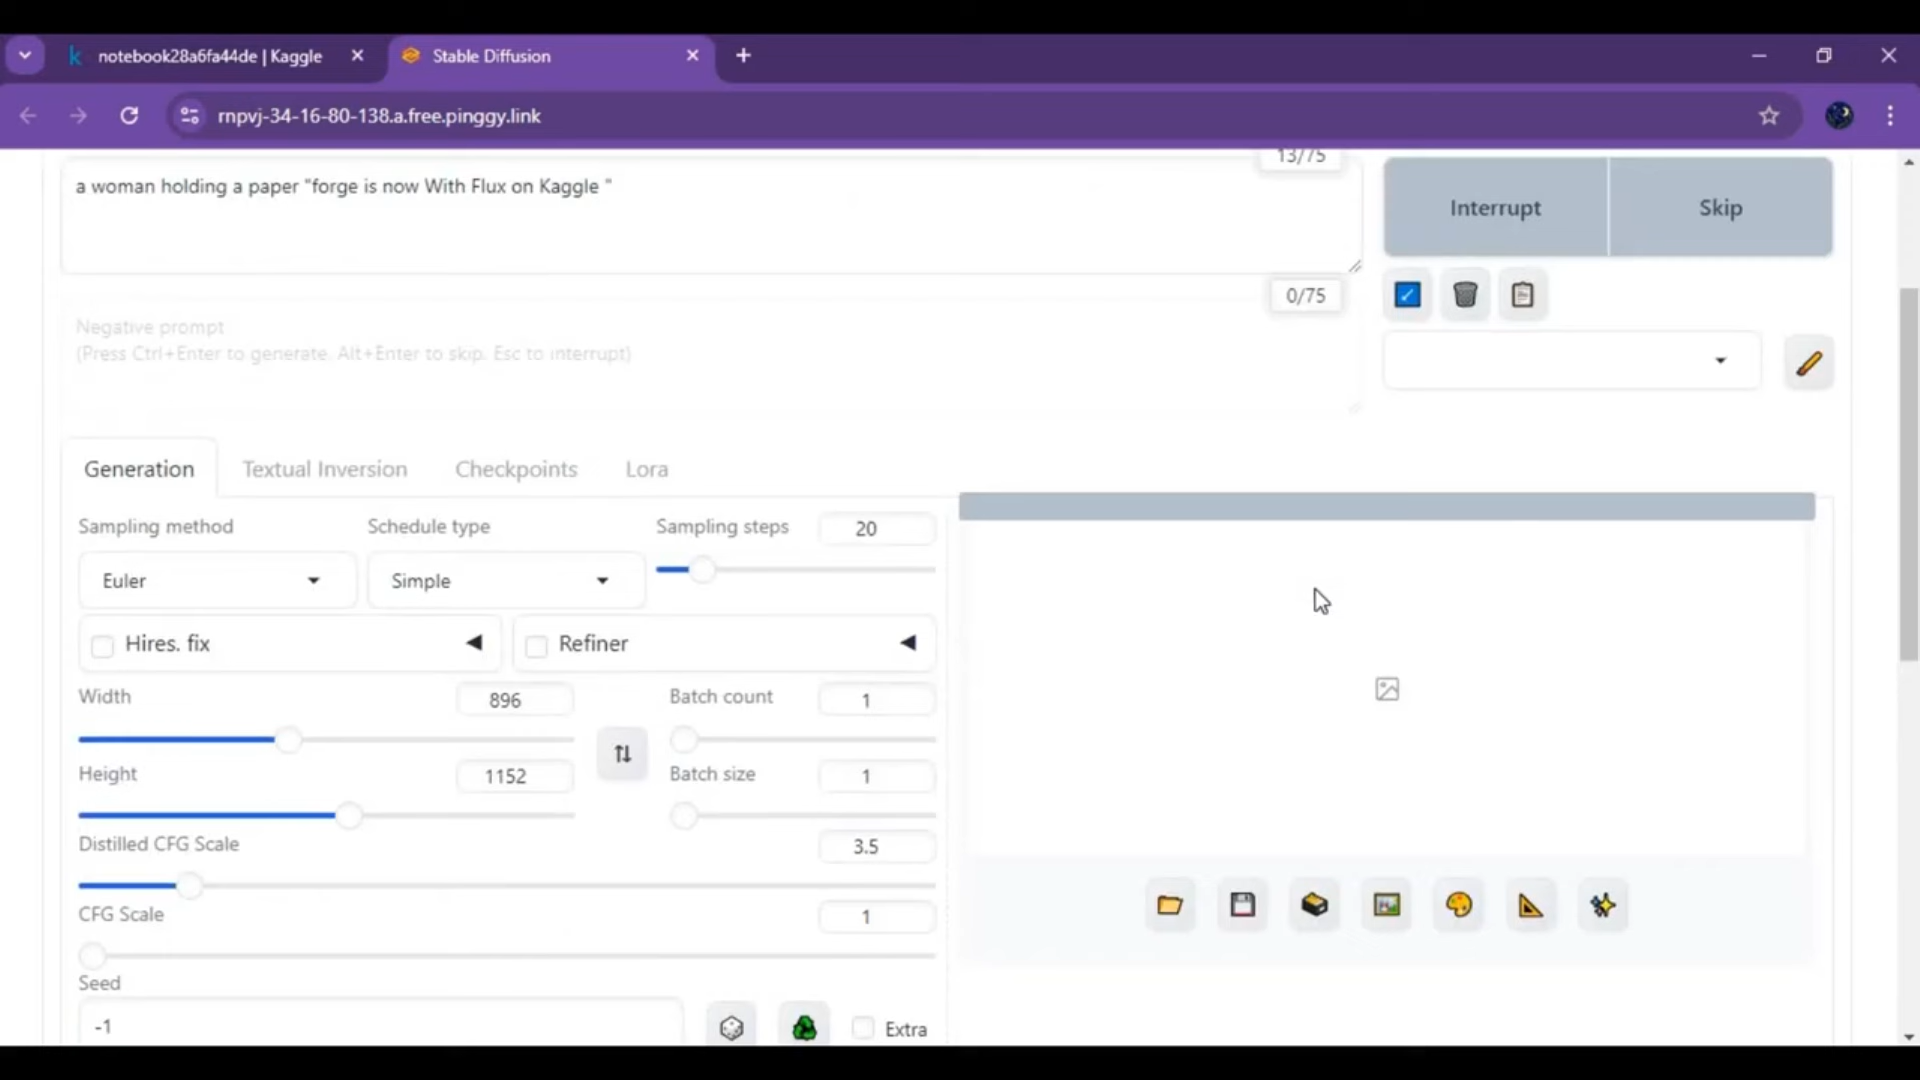 notebook28a6fa44de | Kaggle
Stable Diffusion
rnpvj-34-16-80-138.a.free.pinggy.link
13/75
a woman holding a paper "forge is now With Flux on Kaggle "
Interrupt
Skip
0/75
Negative prompt
(Press Ctrl+Enter to generate. Alt+Enter to skip. Esc to interrupt)
Generation
Textual Inversion
Checkpoints
Lora
Sampling method
Schedule type
Sampling steps
20
Euler
Simple
Hires. fix
Refiner
Width
896
Batch count
1
Height
1152
Batch size
1
Distilled CFG Scale
3.5
CFG Scale
1
Seed
-1
Extra